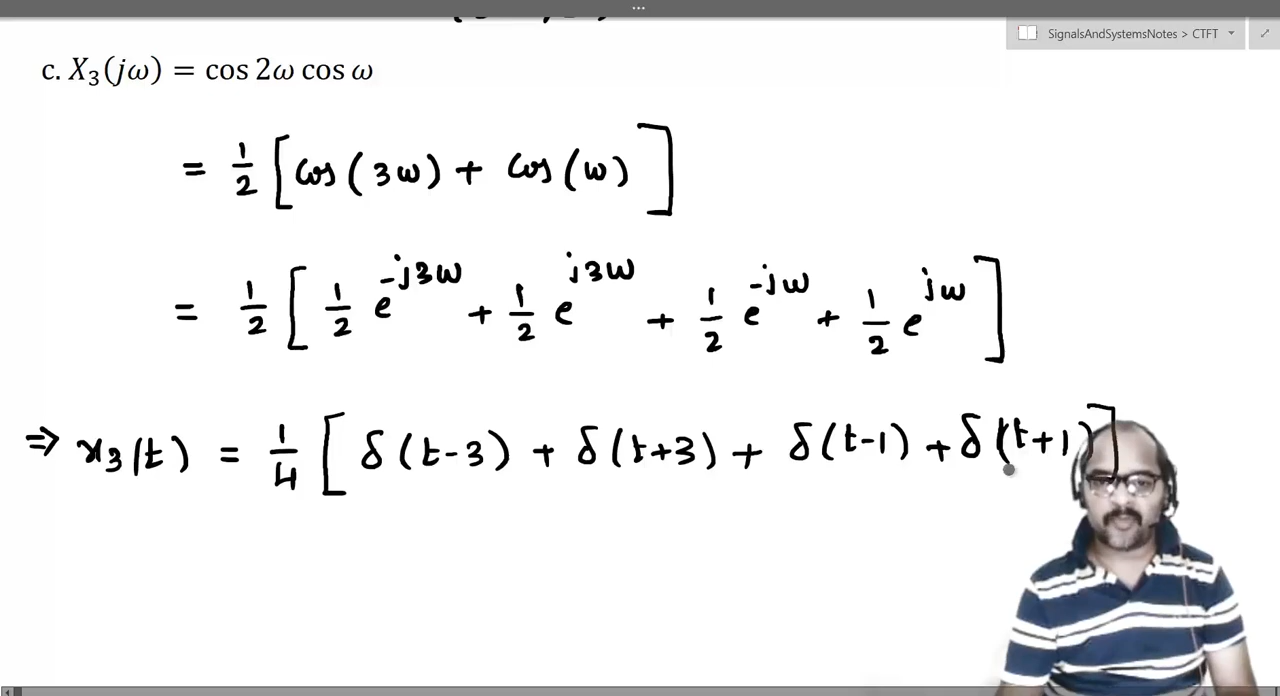 SignalsAndSystemsNotes > CTFT
c. X₃(jω) = cos 2ω cos ω
= 1/2 [cos(3ω) + cos(ω)]
= 1/2 [1/2 e^{-j3ω} + 1/2 e^{j3ω} + 1/2 e^{-jω} + 1/2 e^{jω}]
⇒ x₃(t) = 1/4 [δ(t-3) + δ(t+3) + δ(t-1) + δ(t+1)]